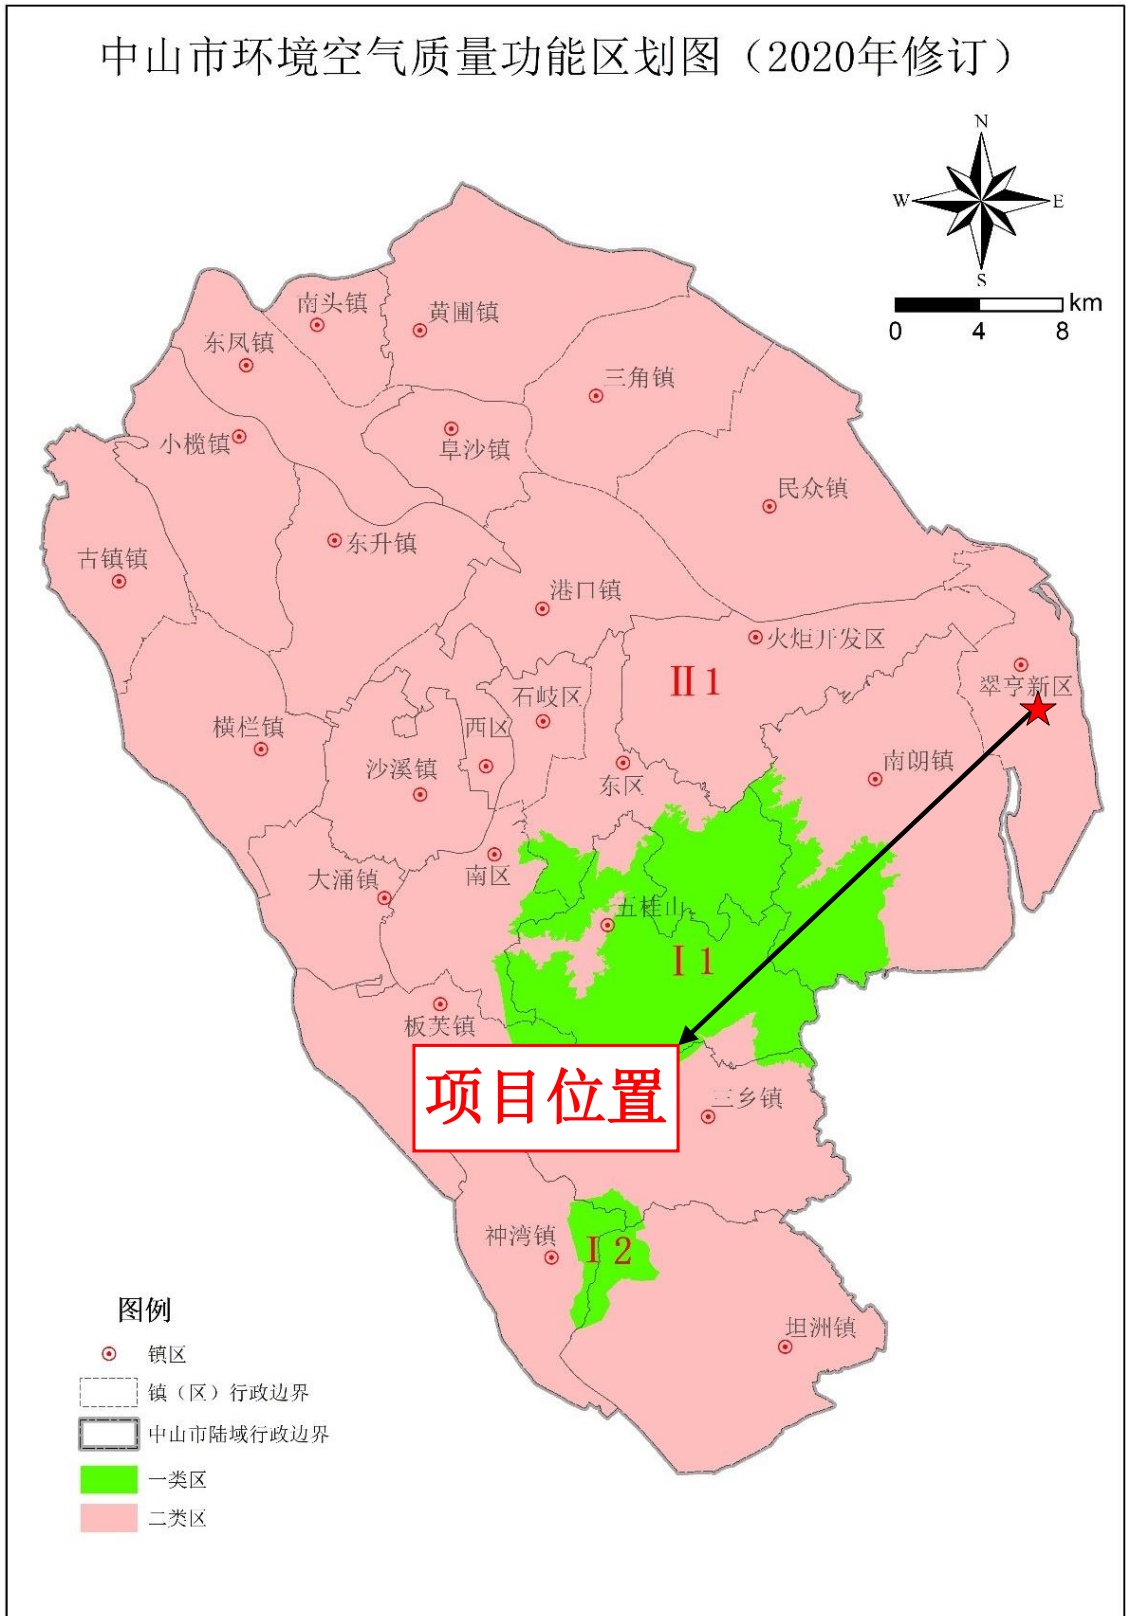 中山市环境空气质量功能区划图（2020年修订）
N
W
E
S
km
0 4 8
南头镇
黄圃镇
东凤镇
三角镇
小榄镇
阜沙镇
民众镇
东升镇
古镇镇
港口镇
火炬开发区
II 1
翠亨新区
石岐区
横栏镇
西区
沙溪镇
东区
南朗镇
南区
大涌镇
五桂山
I 1
板芙镇
项目位置
三乡镇
神湾镇
I 2
坦洲镇
图例
镇区
镇（区）行政边界
中山市陆域行政边界
一类区
二类区